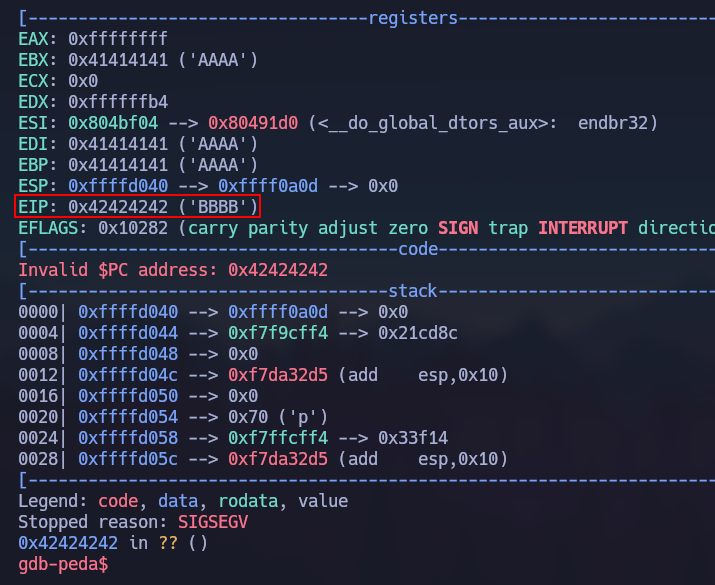 [----------------------------------registers-----------------------------------
EAX: 0xffffffff
EBX: 0x41414141 ('AAAA')
ECX: 0x0
EDX: 0xffffffb4
ESI: 0x804bf04 --> 0x80491d0 (<__do_global_dtors_aux>:	endbr32)
EDI: 0x41414141 ('AAAA')
EBP: 0x41414141 ('AAAA')
ESP: 0xffffd040 --> 0xffff0a0d --> 0x0
EIP: 0x42424242 ('BBBB')
EFLAGS: 0x10282 (carry parity adjust zero SIGN trap INTERRUPT directio
[-------------------------------------code-------------------------------------
Invalid $PC address: 0x42424242
[------------------------------------stack-------------------------------------
0000| 0xffffd040 --> 0xffff0a0d --> 0x0
0004| 0xffffd044 --> 0xf7f9cff4 --> 0x21cd8c
0008| 0xffffd048 --> 0x0
0012| 0xffffd04c --> 0xf7da32d5 (add    esp,0x10)
0016| 0xffffd050 --> 0x0
0020| 0xffffd054 --> 0x70 ('p')
0024| 0xffffd058 --> 0xf7ffcff4 --> 0x33f14
0028| 0xffffd05c --> 0xf7da32d5 (add    esp,0x10)
[------------------------------------------------------------------------------
Legend: code, data, rodata, value
Stopped reason: SIGSEGV
0x42424242 in ?? ()
gdb-peda$